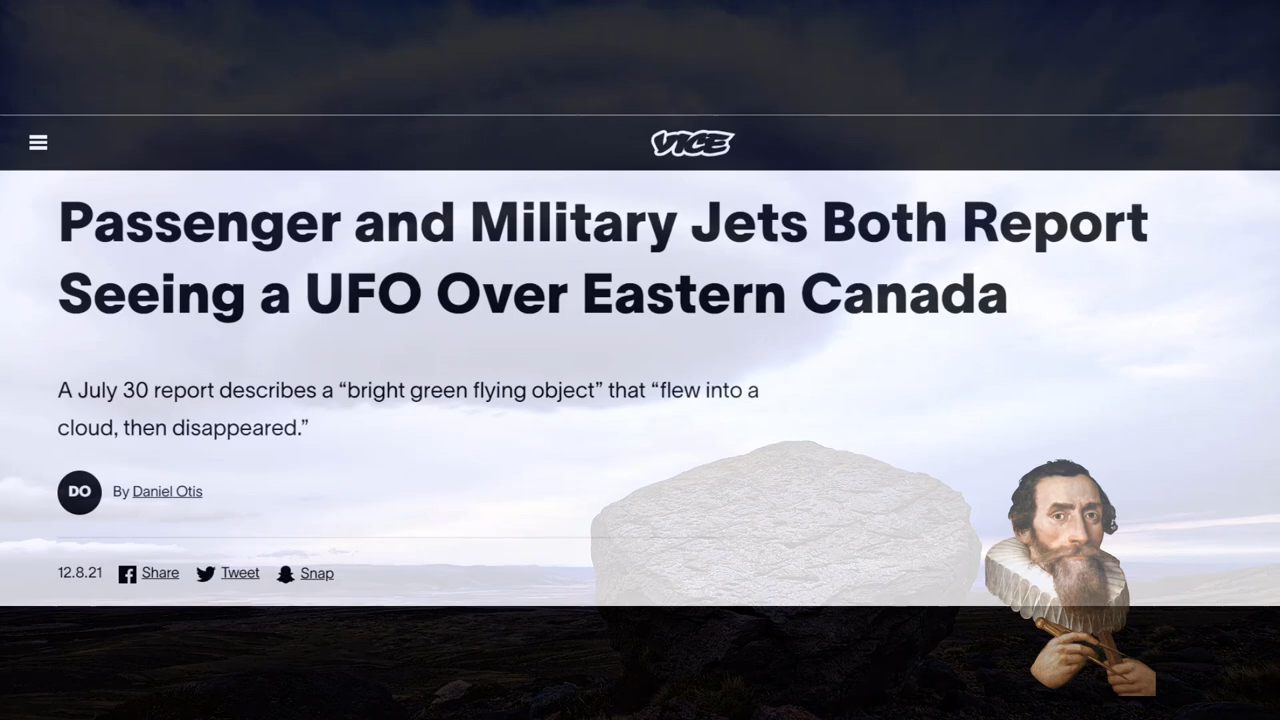 VICE
Passenger and Military Jets Both Report
Seeing a UFO Over Eastern Canada
A July 30 report describes a “bright green flying object” that “flew into a
cloud, then disappeared.”
DO By Daniel Otis
12.8.21 Share Tweet Snap